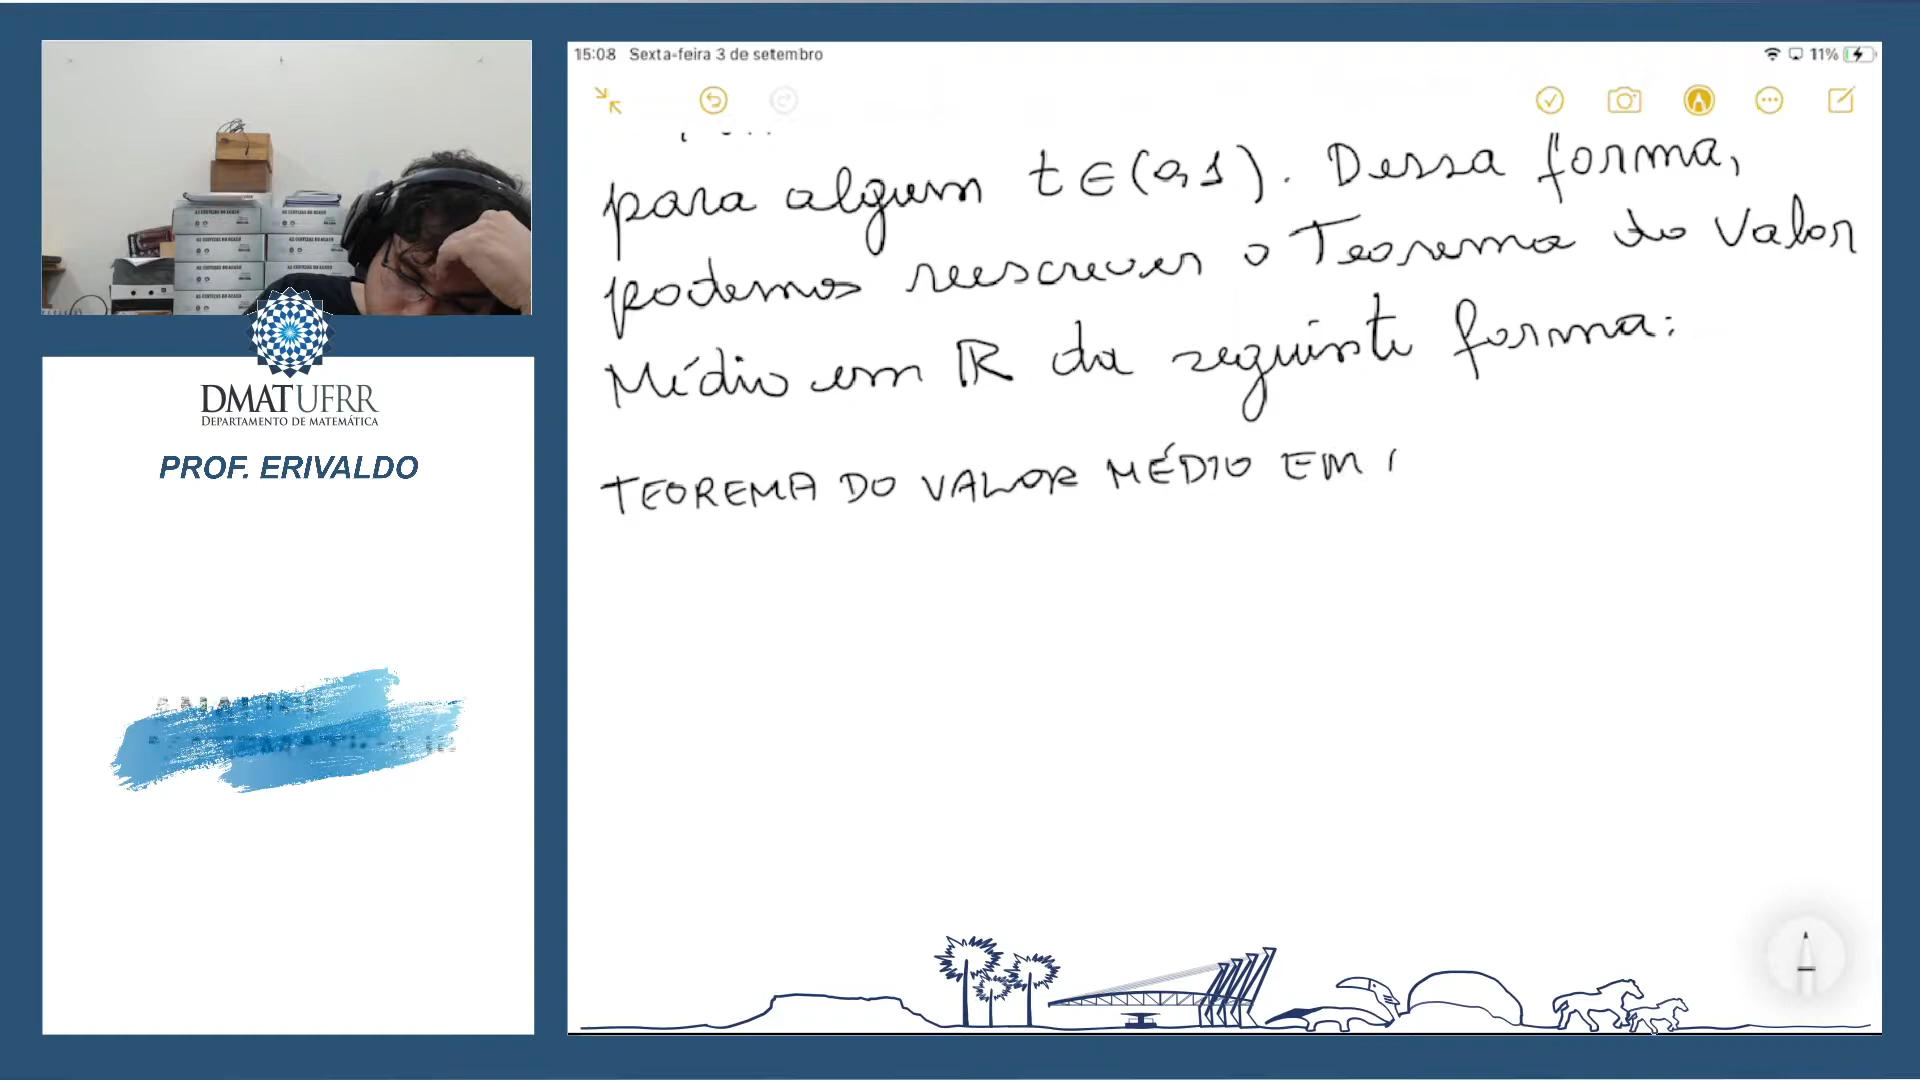 15:08 Sexta-feira 3 de setembro
11%
para algum t∈(0,1). Dessa forma,
podemos reescrever o Teorema do Valor
Médio em ℝ da seguinte forma:
TEOREMA DO VALOR MÉDIO EM
DMATUFRR
DEPARTAMENTO DE MATEMÁTICA
PROF. ERIVALDO